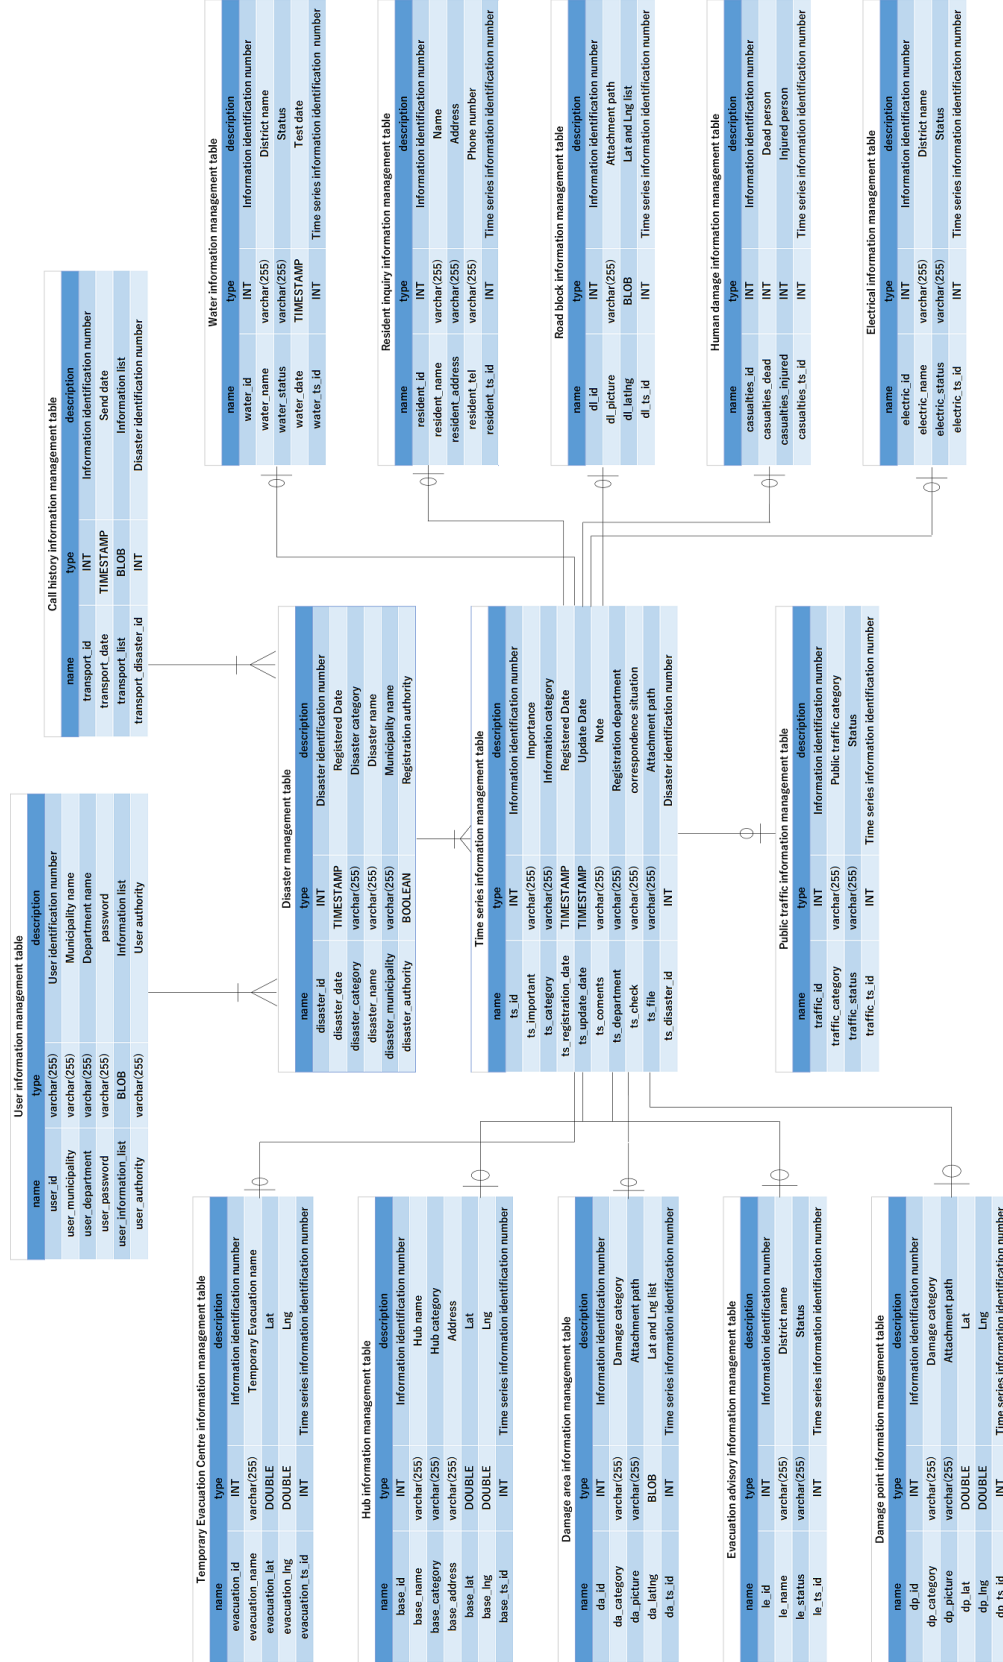 User information management table
name type description
user_id varchar(255) User identification number
user_municipality varchar(255) Municipality name
user_department varchar(255) Department name
user_password varchar(255) password
user_information_list BLOB Information list
user_authority varchar(255) User authority
Call history information management table
name type description
transport_id INT Information identification number
transport_date TIMESTAMP Send date
transport_list BLOB Information list
transport_disaster_id INT Disaster identification number
Temporary Evacuation Centre information management table
name type description
evacuation_id INT Information identification number
evacuation_name varchar(255) Temporary Evacuation name
evacuation_lat DOUBLE Lat
evacuation_lng DOUBLE Lng
evacuation_ts_id INT Time series information identification number
Hub information management table
name type description
base_id INT Information identification number
base_name varchar(255) Hub name
base_category varchar(255) Hub category
base_address varchar(255) Address
base_lat DOUBLE Lat
base_lng DOUBLE Lng
base_ts_id INT Time series information identification number
Damage area information management table
name type description
da_id INT Information identification number
da_category varchar(255) Damage category
da_picture varchar(255) Attachment path
da_latlng BLOB Lat and Lng list
da_ts_id INT Time series information identification number
Evacuation advisory information management table
name type description
le_id INT Information identification number
le_name varchar(255) District name
le_status varchar(255) Status
le_ts_id INT Time series information identification number
Damage point information management table
name type description
dp_id INT Information identification number
dp_category varchar(255) Damage category
dp_picture varchar(255) Attachment path
dp_lat DOUBLE Lat
dp_lng DOUBLE Lng
dp_ts_id INT Time series information identification number
Disaster management table
name type description
disaster_id INT Disaster identification number
disaster_date TIMESTAMP Registered Date
disaster_category varchar(255) Disaster category
disaster_name varchar(255) Disaster name
disaster_municipality varchar(255) Municipalty name
disaster_authority BOOLEAN Registration authority
Time series information management table
name type description
ts_id INT Information identification number
ts_important varchar(255) Importance
ts_category varchar(255) Information category
ts_registration_date TIMESTAMP Registered Date
ts_update_date TIMESTAMP Update Date
ts_coments varchar(255) Note
ts_department varchar(255) Registration department
ts_check varchar(255) correspondence situation
ts_file varchar(255) Attachment path
ts_disaster_id INT Disaster identification number
Public traffic information management table
name type description
traffic_id INT Information identification number
traffic_category varchar(255) Public traffic category
traffic_status varchar(255) Status
traffic_ts_id INT Time series information identification number
Water information management table
name type description
water_id INT Information identification number
water_name varchar(255) District name
water_status varchar(255) Status
water_date TIMESTAMP Test date
water_ts_id INT Time series information identification number
Resident inquiry information management table
name type description
resident_id INT Information identification number
resident_name varchar(255) Name
resident_address varchar(255) Address
resident_tel varchar(255) Phone number
resident_ts_id INT Time series information identification number
Road block information management table
name type description
dl_id INT Information identification number
dl_picture varchar(255) Attachment path
dl_latlng BLOB Lat and Lng list
dl_ts_id INT Time series information identification number
Human damage information management table
name type description
casualties_id INT Information identification number
casualties_dead INT Dead person
casualties_injured INT Injured person
casualties_ts_id INT Time series information identification number
Electrical information management table
name type description
electric_id INT Information identification number
electric_name varchar(255) District name
electric_status varchar(255) Status
electric_ts_id INT Time series information identification number